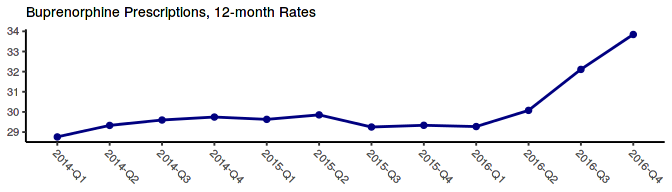 Buprenorphine Prescriptions, 12-month Rates
34
33
32
31
30
29
2014-Q1
2014-Q2
2014-Q3
2014-Q4
2015-Q1
2015-Q2
2015-Q3
2015-Q4
2016-Q1
2016-Q2
2016-Q3
2016-Q4